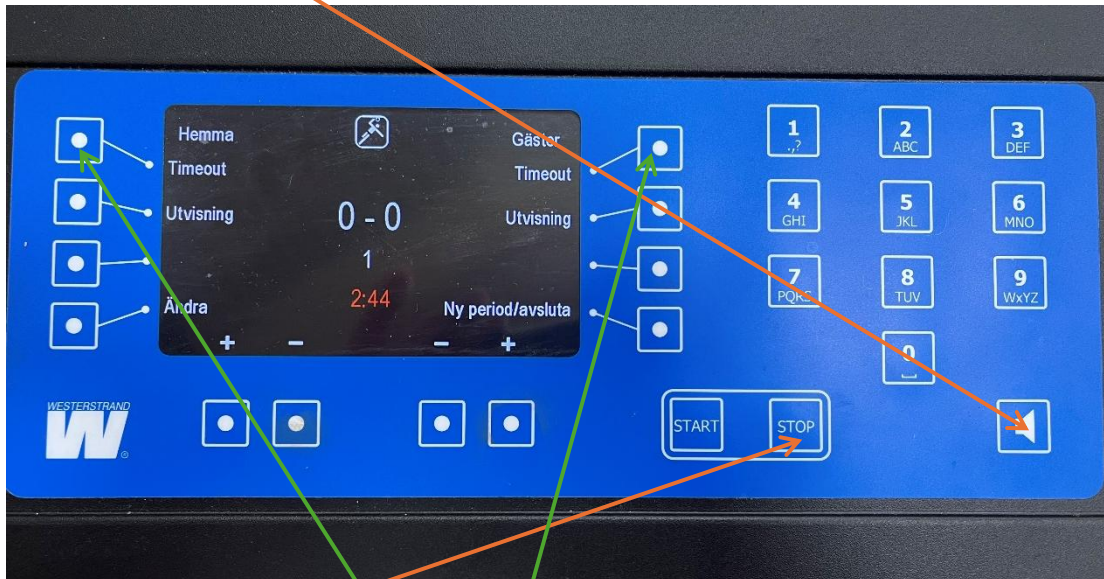 Hemma
Gäster
Timeout
Timeout
Utvisning
0 - 0
Utvisning
1
2:44
Ändra
Ny period/avsluta
+ − − +
WESTERSTRAND
W
®
START
STOP
1
.,?
2
ABC
3
DEF
4
GHI
5
JKL
6
MNO
7
PQRS
8
TUV
9
WxYZ
0